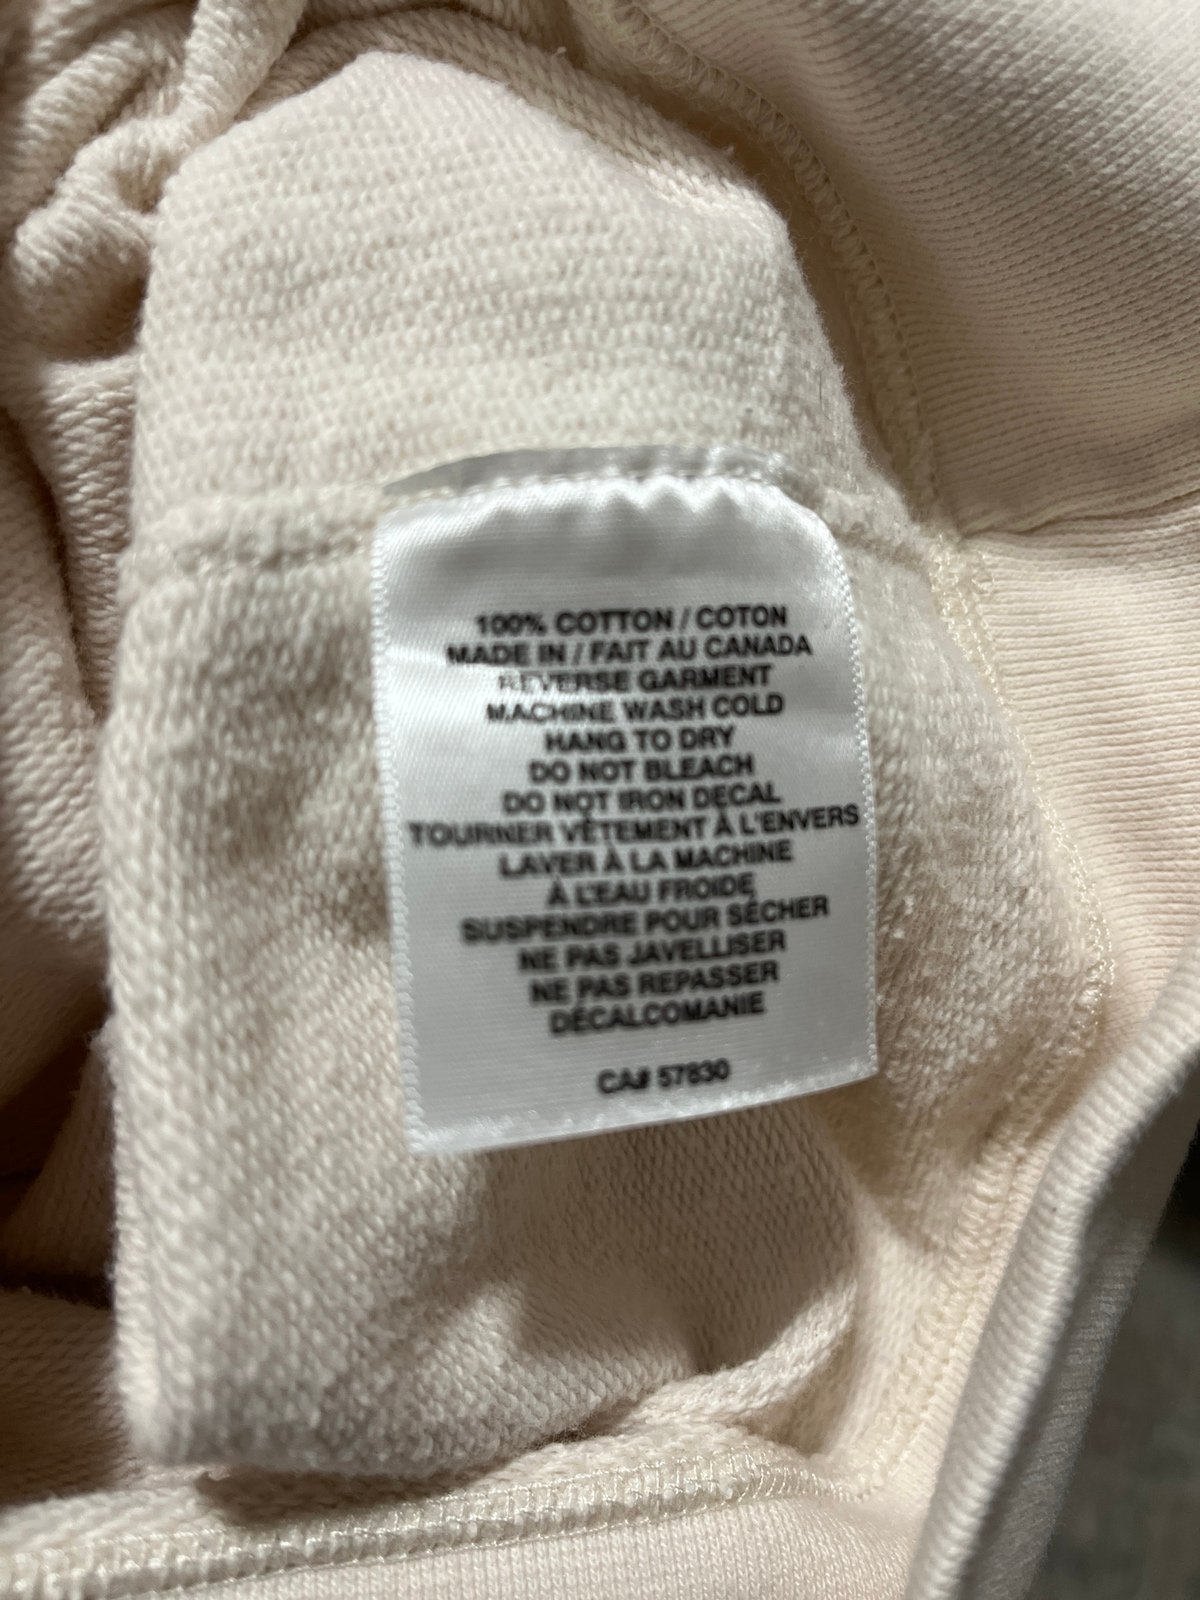 100% COTTON / COTON
MADE IN / FAIT AU CANADA
REVERSE GARMENT
MACHINE WASH COLD
HANG TO DRY
DO NOT BLEACH
DO NOT IRON DECAL
TOURNER VÊTEMENT À L'ENVERS
LAVER À LA MACHINE
À L'EAU FROIDE
SUSPENDRE POUR SÉCHER
NE PAS JAVELLISER
NE PAS REPASSER
DÉCALCOMANIE
CA# 57830